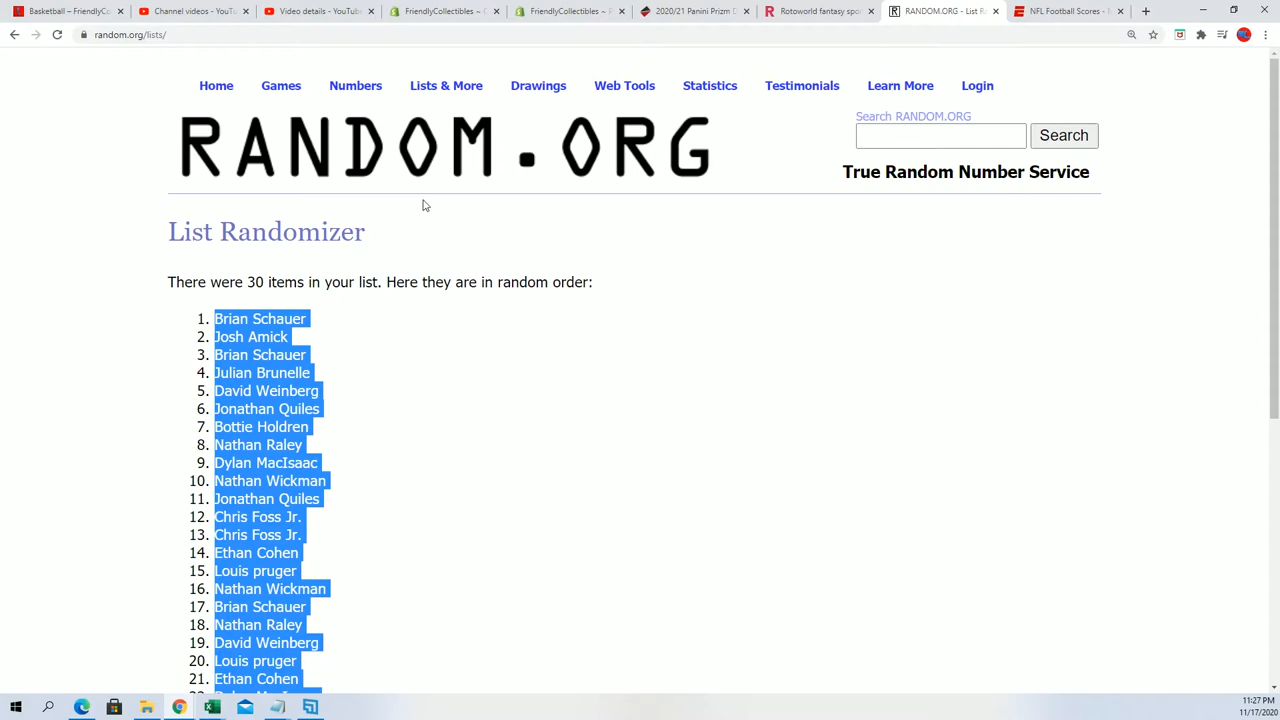 Basketball – FriendlyCo
Channel videos - YouTu
Video details - YouTube
FriendlyCollectibles ~ C
FriendlyCollectibles ~ P
2020/21 Panini Prizm D
Rotoworld fantasy spo
RANDOM.ORG - List R
NFL Football Scores - N
random.org/lists/
Home Games Numbers Lists & More Drawings Web Tools Statistics Testimonials Learn More Login
RANDOM.ORG
Search RANDOM.ORG
Search
True Random Number Service
List Randomizer
There were 30 items in your list. Here they are in random order:
1. Brian Schauer
2. Josh Amick
3. Brian Schauer
4. Julian Brunelle
5. David Weinberg
6. Jonathan Quiles
7. Bottie Holdren
8. Nathan Raley
9. Dylan MacIsaac
10. Nathan Wickman
11. Jonathan Quiles
12. Chris Foss Jr.
13. Chris Foss Jr.
14. Ethan Cohen
15. Louis pruger
16. Nathan Wickman
17. Brian Schauer
18. Nathan Raley
19. David Weinberg
20. Louis pruger
21. Ethan Cohen
11:27 PM
11/17/2020